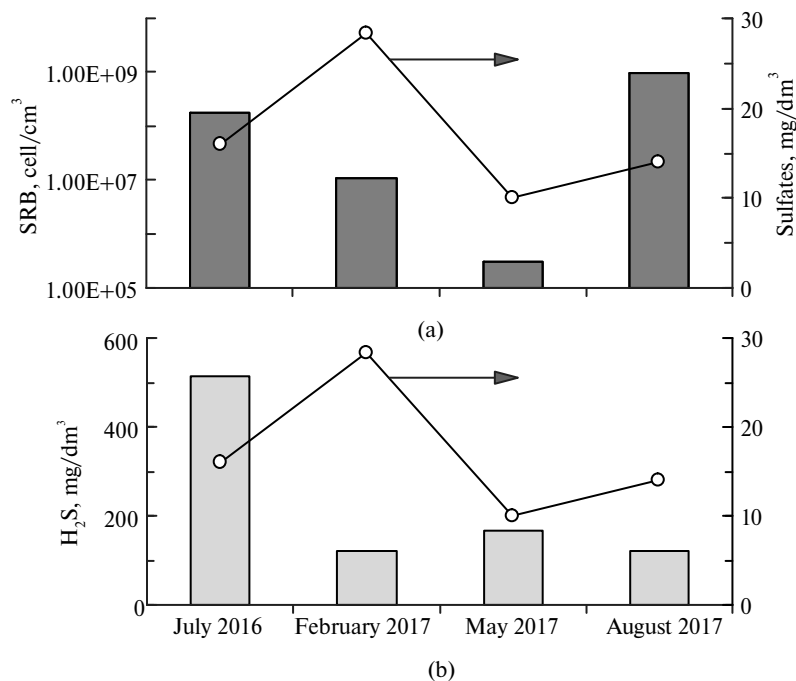 SRB, cell/cm³
1.00E+09
1.00E+07
1.00E+05
30
20
10
0
Sulfates, mg/dm³
(a)
H₂S, mg/dm³
600
400
200
0
30
20
10
0
July 2016 February 2017 May 2017 August 2017
(b)